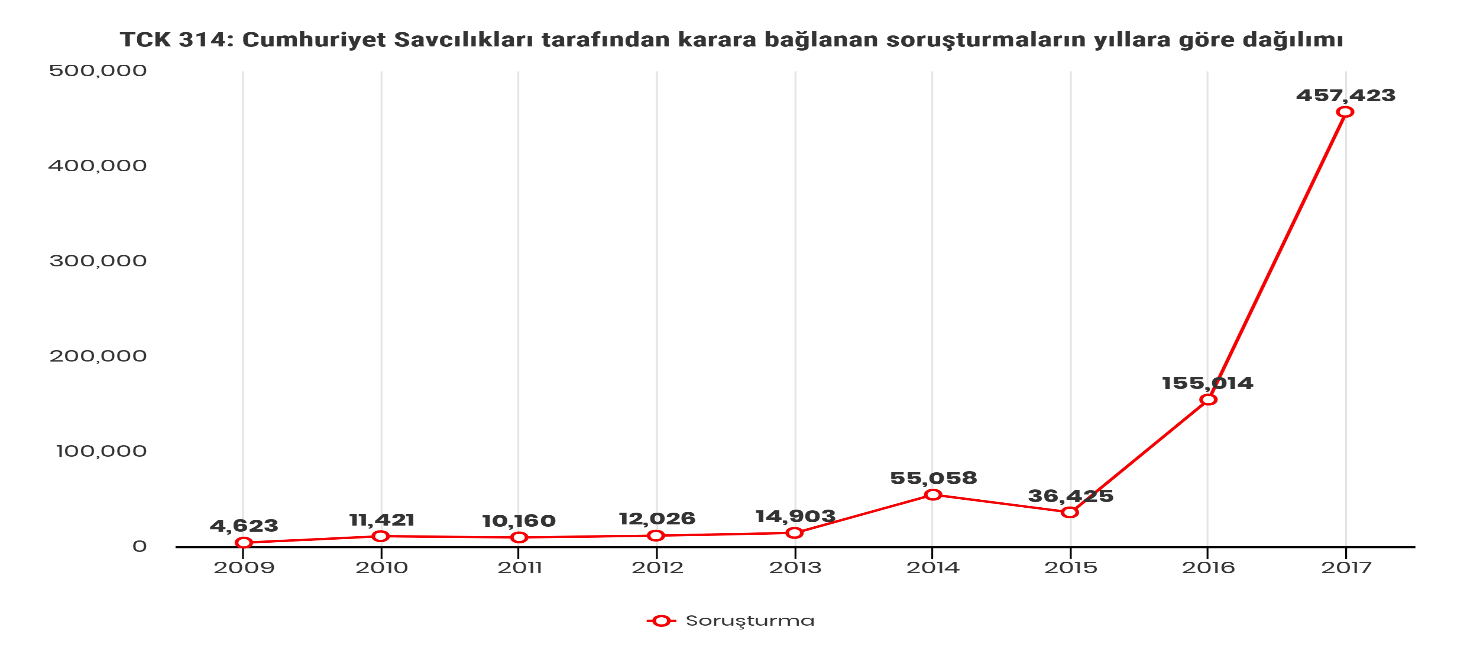 TCK 314: Cumhuriyet Savcılıkları tarafından karara bağlanan soruşturmaların yıllara göre dağılımı
500,000
457,423
400,000
300,000
200,000
155,014
100,000
55,058
36,425
4,623 11,421 10,160 12,026 14,903
0
2009 2010 2011 2012 2013 2014 2015 2016 2017
Soruşturma